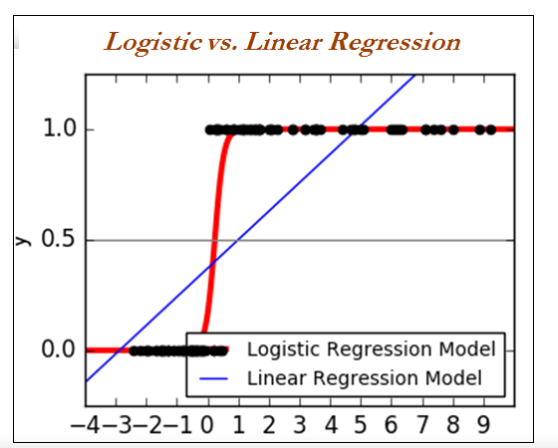 Logistic vs. Linear Regression
1.0
y
0.5
0.0
Logistic Regression Model
Linear Regression Model
−4−3−2−1 0 1 2 3 4 5 6 7 8 9